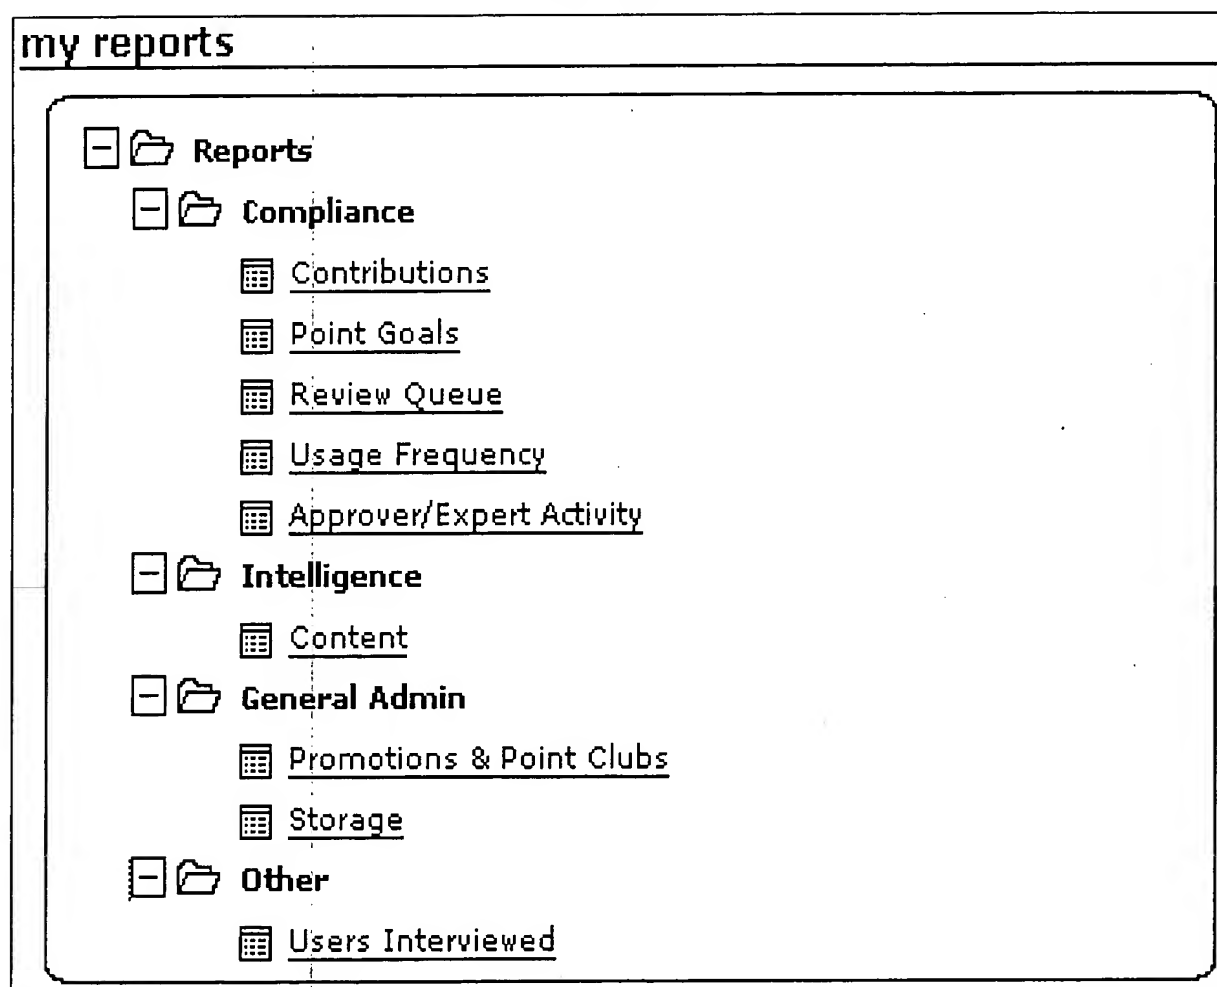 my reports
Reports
Compliance
Contributions
Point Goals
Review Queue
Usage Frequency
Approver/Expert Activity
Intelligence
Content
General Admin
Promotions & Point Clubs
Storage
Other
Users Interviewed